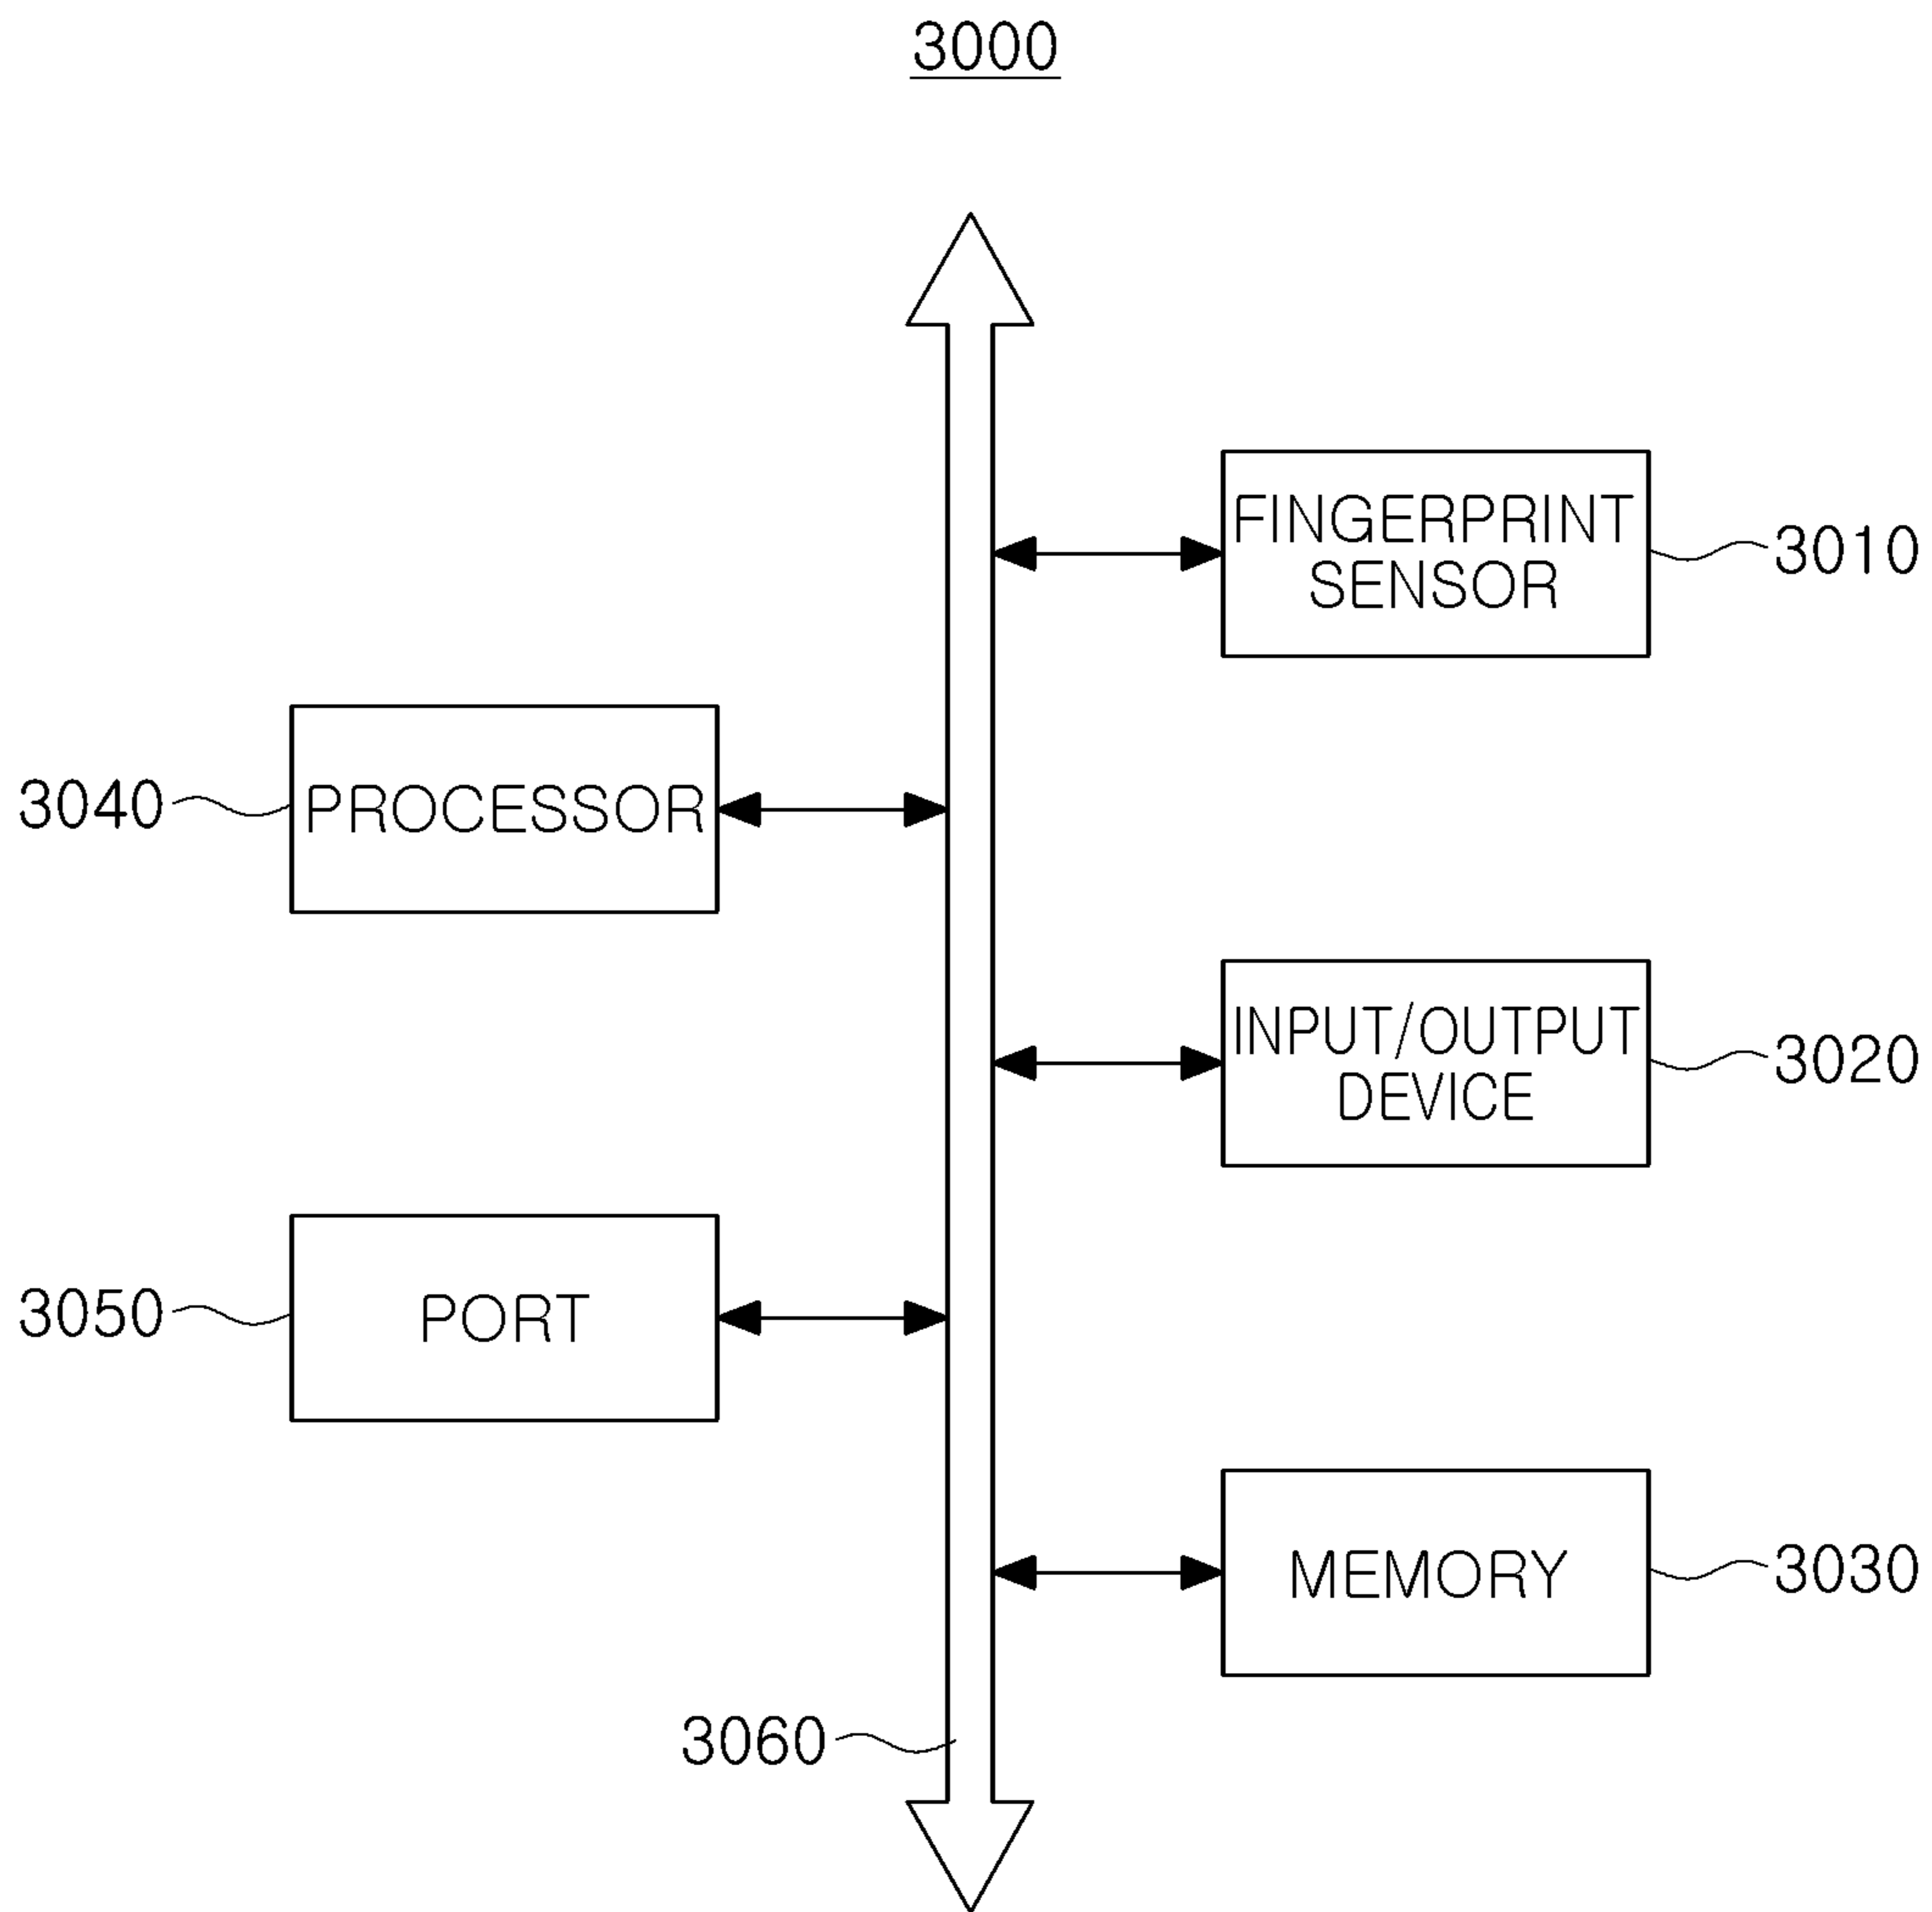 3000
FINGERPRINT
SENSOR
3010
3040
PROCESSOR
INPUT/OUTPUT
DEVICE
3020
3050
PORT
MEMORY
3030
3060